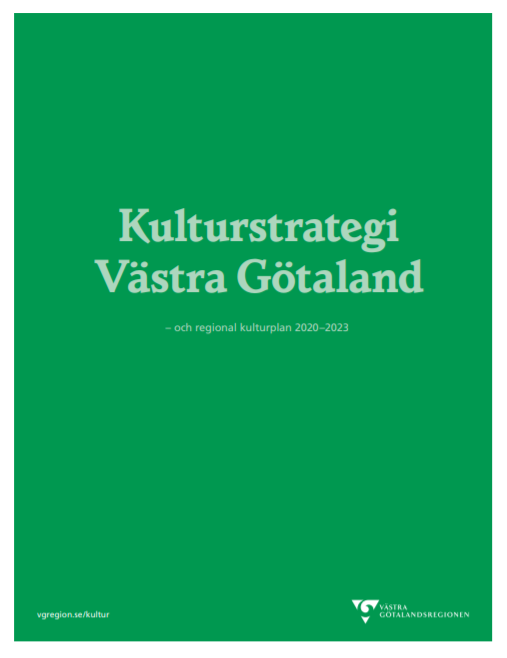 Kulturstrategi
Västra Götaland
– och regional kulturplan 2020–2023
vgregion.se/kultur
VÄSTRA
GÖTALANDSREGIONEN